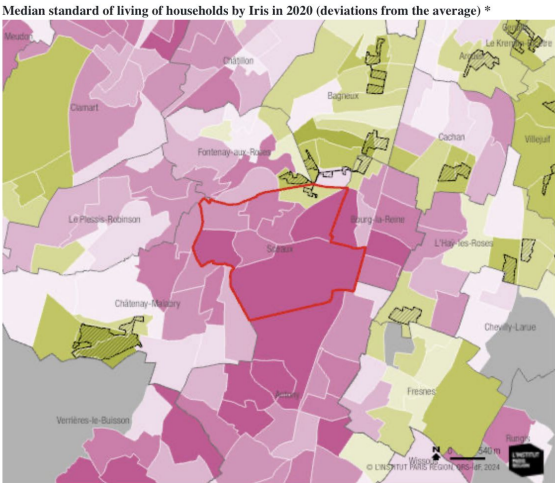 Median standard of living of households by Iris in 2020 (deviations from the average) *
Meudon
Châtillon
Le Kremlin-Bicêtre
Clamart
Bagneux
Cachan
Villejuif
Fontenay-aux-Roses
Le Plessis-Robinson
Bourg-la-Reine
Sceaux
L'Haÿ-les-Roses
Châtenay-Malabry
Chevilly-Larue
Antony
Fresnes
Verrières-le-Buisson
Rungis
N 0 540 m
Wissous
© L'INSTITUT PARIS REGION, ORS-IdF, 2024
L'INSTITUT
PARIS
REGION